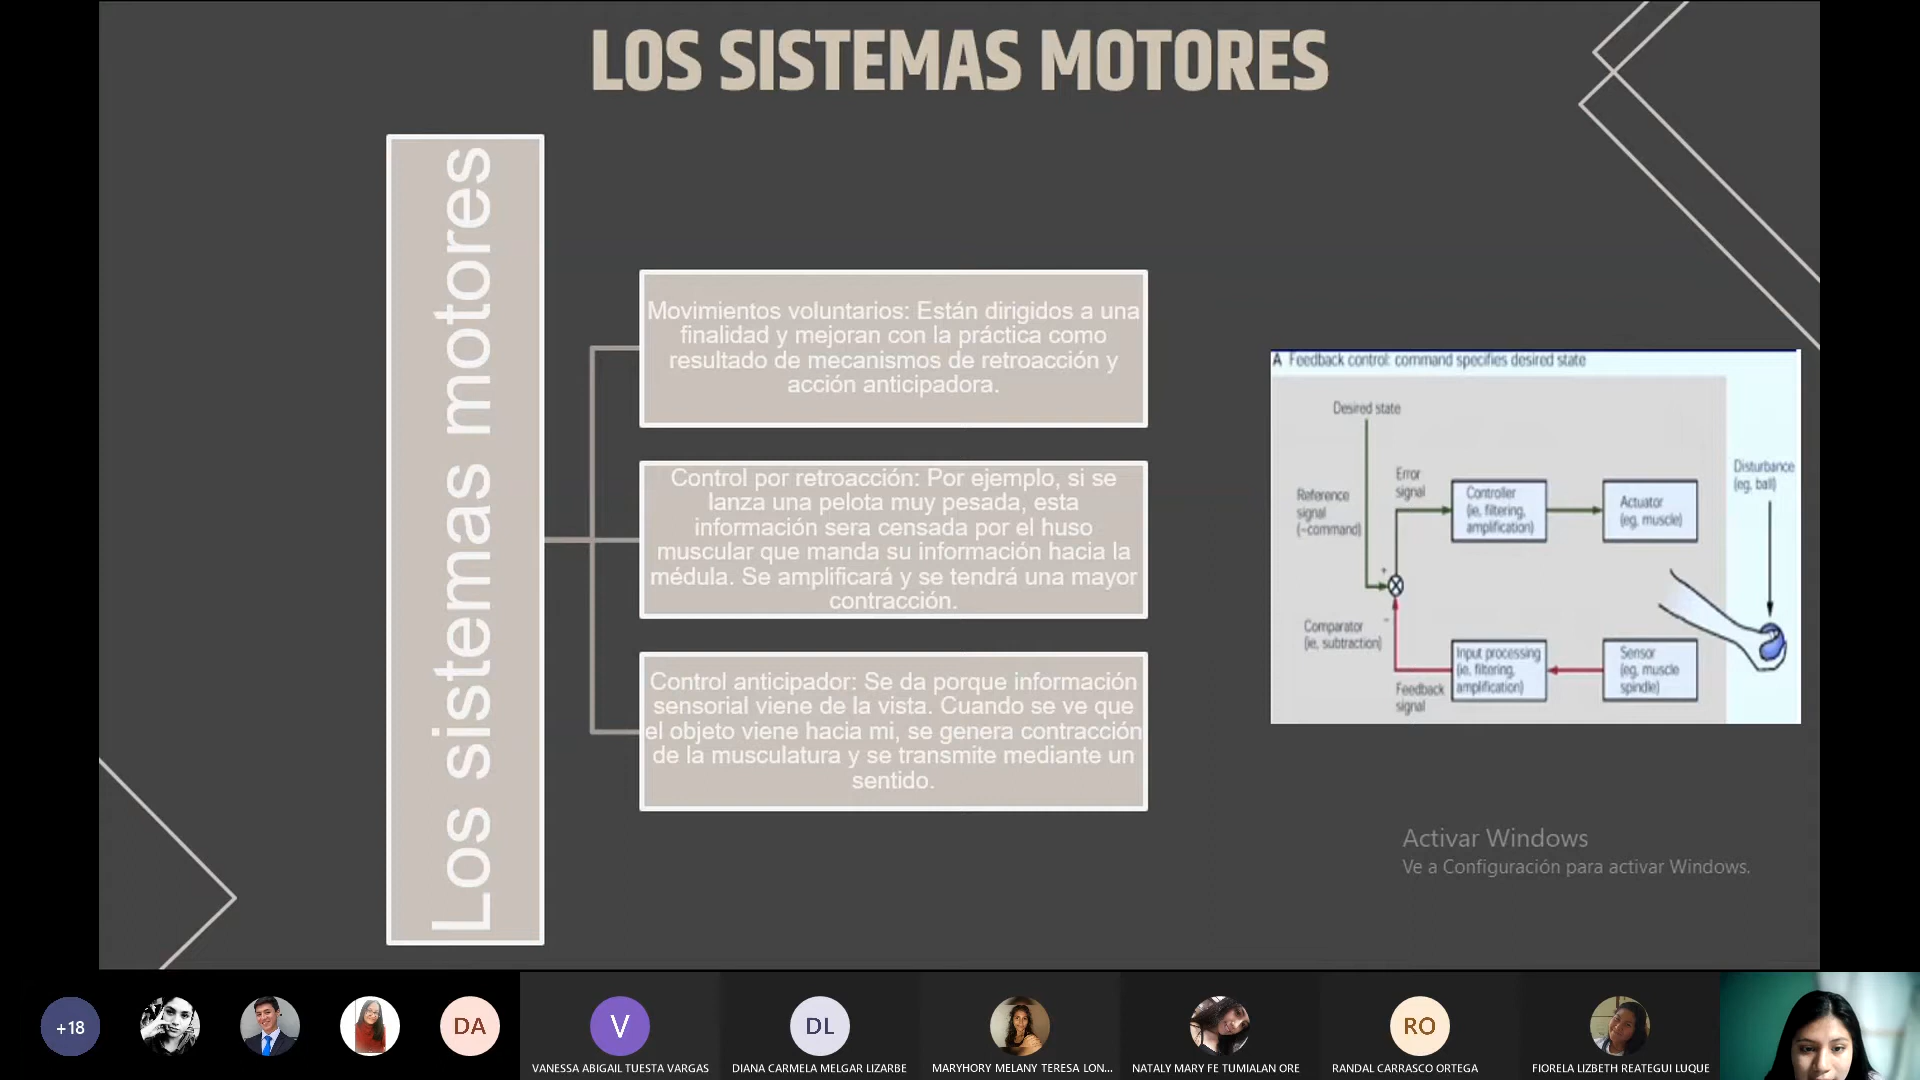 LOS SISTEMAS MOTORES
Los sistemas motores
Movimientos voluntarios: Están dirigidos a una
finalidad y mejoran con la práctica como
resultado de mecanismos de retroacción y
acción anticipadora.
Control por retroacción: Por ejemplo, si se
lanza una pelota muy pesada, esta
información sera censada por el huso
muscular que manda su información hacia la
médula. Se amplificará y se tendrá una mayor
contracción.
Control anticipador: Se da porque información
sensorial viene de la vista. Cuando se ve que
el objeto viene hacia mi, se genera contracción
de la musculatura y se transmite mediante un
sentido.
A Feedback control: command specifies desired state
Desired state
Reference
signal
(~command)
Error
signal
Controller
(ie, filtering,
amplification)
Actuator
(eg, muscle)
Disturbance
(eg, ball)
+
-
Comparator
(ie, subtraction)
Feedback
signal
Input processing
(ie, filtering,
amplification)
Sensor
(eg, muscle
spindle)
Activar Windows
Ve a Configuración para activar Windows.
+18
DA
V
VANESSA ABIGAIL TUESTA VARGAS
DL
DIANA CARMELA MELGAR LIZARBE
MARYHORY MELANY TERESA LON...
NATALY MARY FE TUMIALAN ORE
RO
RANDAL CARRASCO ORTEGA
FIORELA LIZBETH REATEGUI LUQUE